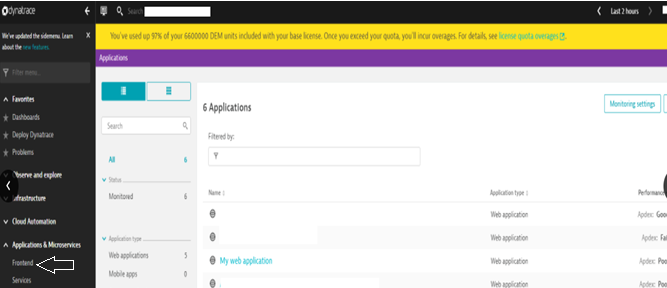 dynatrace
Search
Last 2 hours
We've updated the sidemenu. Learn
about the new features.
X
You've used up 97% of your 6600000 DEM units included with your base license. Once you exceed your quota, you'll incur overages. For details, see license quota overages.
Applications
Filter menu...
Favorites
Dashboards
Deploy Dynatrace
Problems
Observe and explore
Infrastructure
Cloud Automation
Applications & Microservices
Frontend
Services
Search
All 6
Status
Monitored 6
Application type
Web applications 5
Mobile apps 0
6 Applications
Monitoring settings
Filtered by:
Name Application type Performance
Web application Apdex: Goo
Web application Apdex: Fai
My web application Web application Apdex: Poo
Web application Apdex: Poo